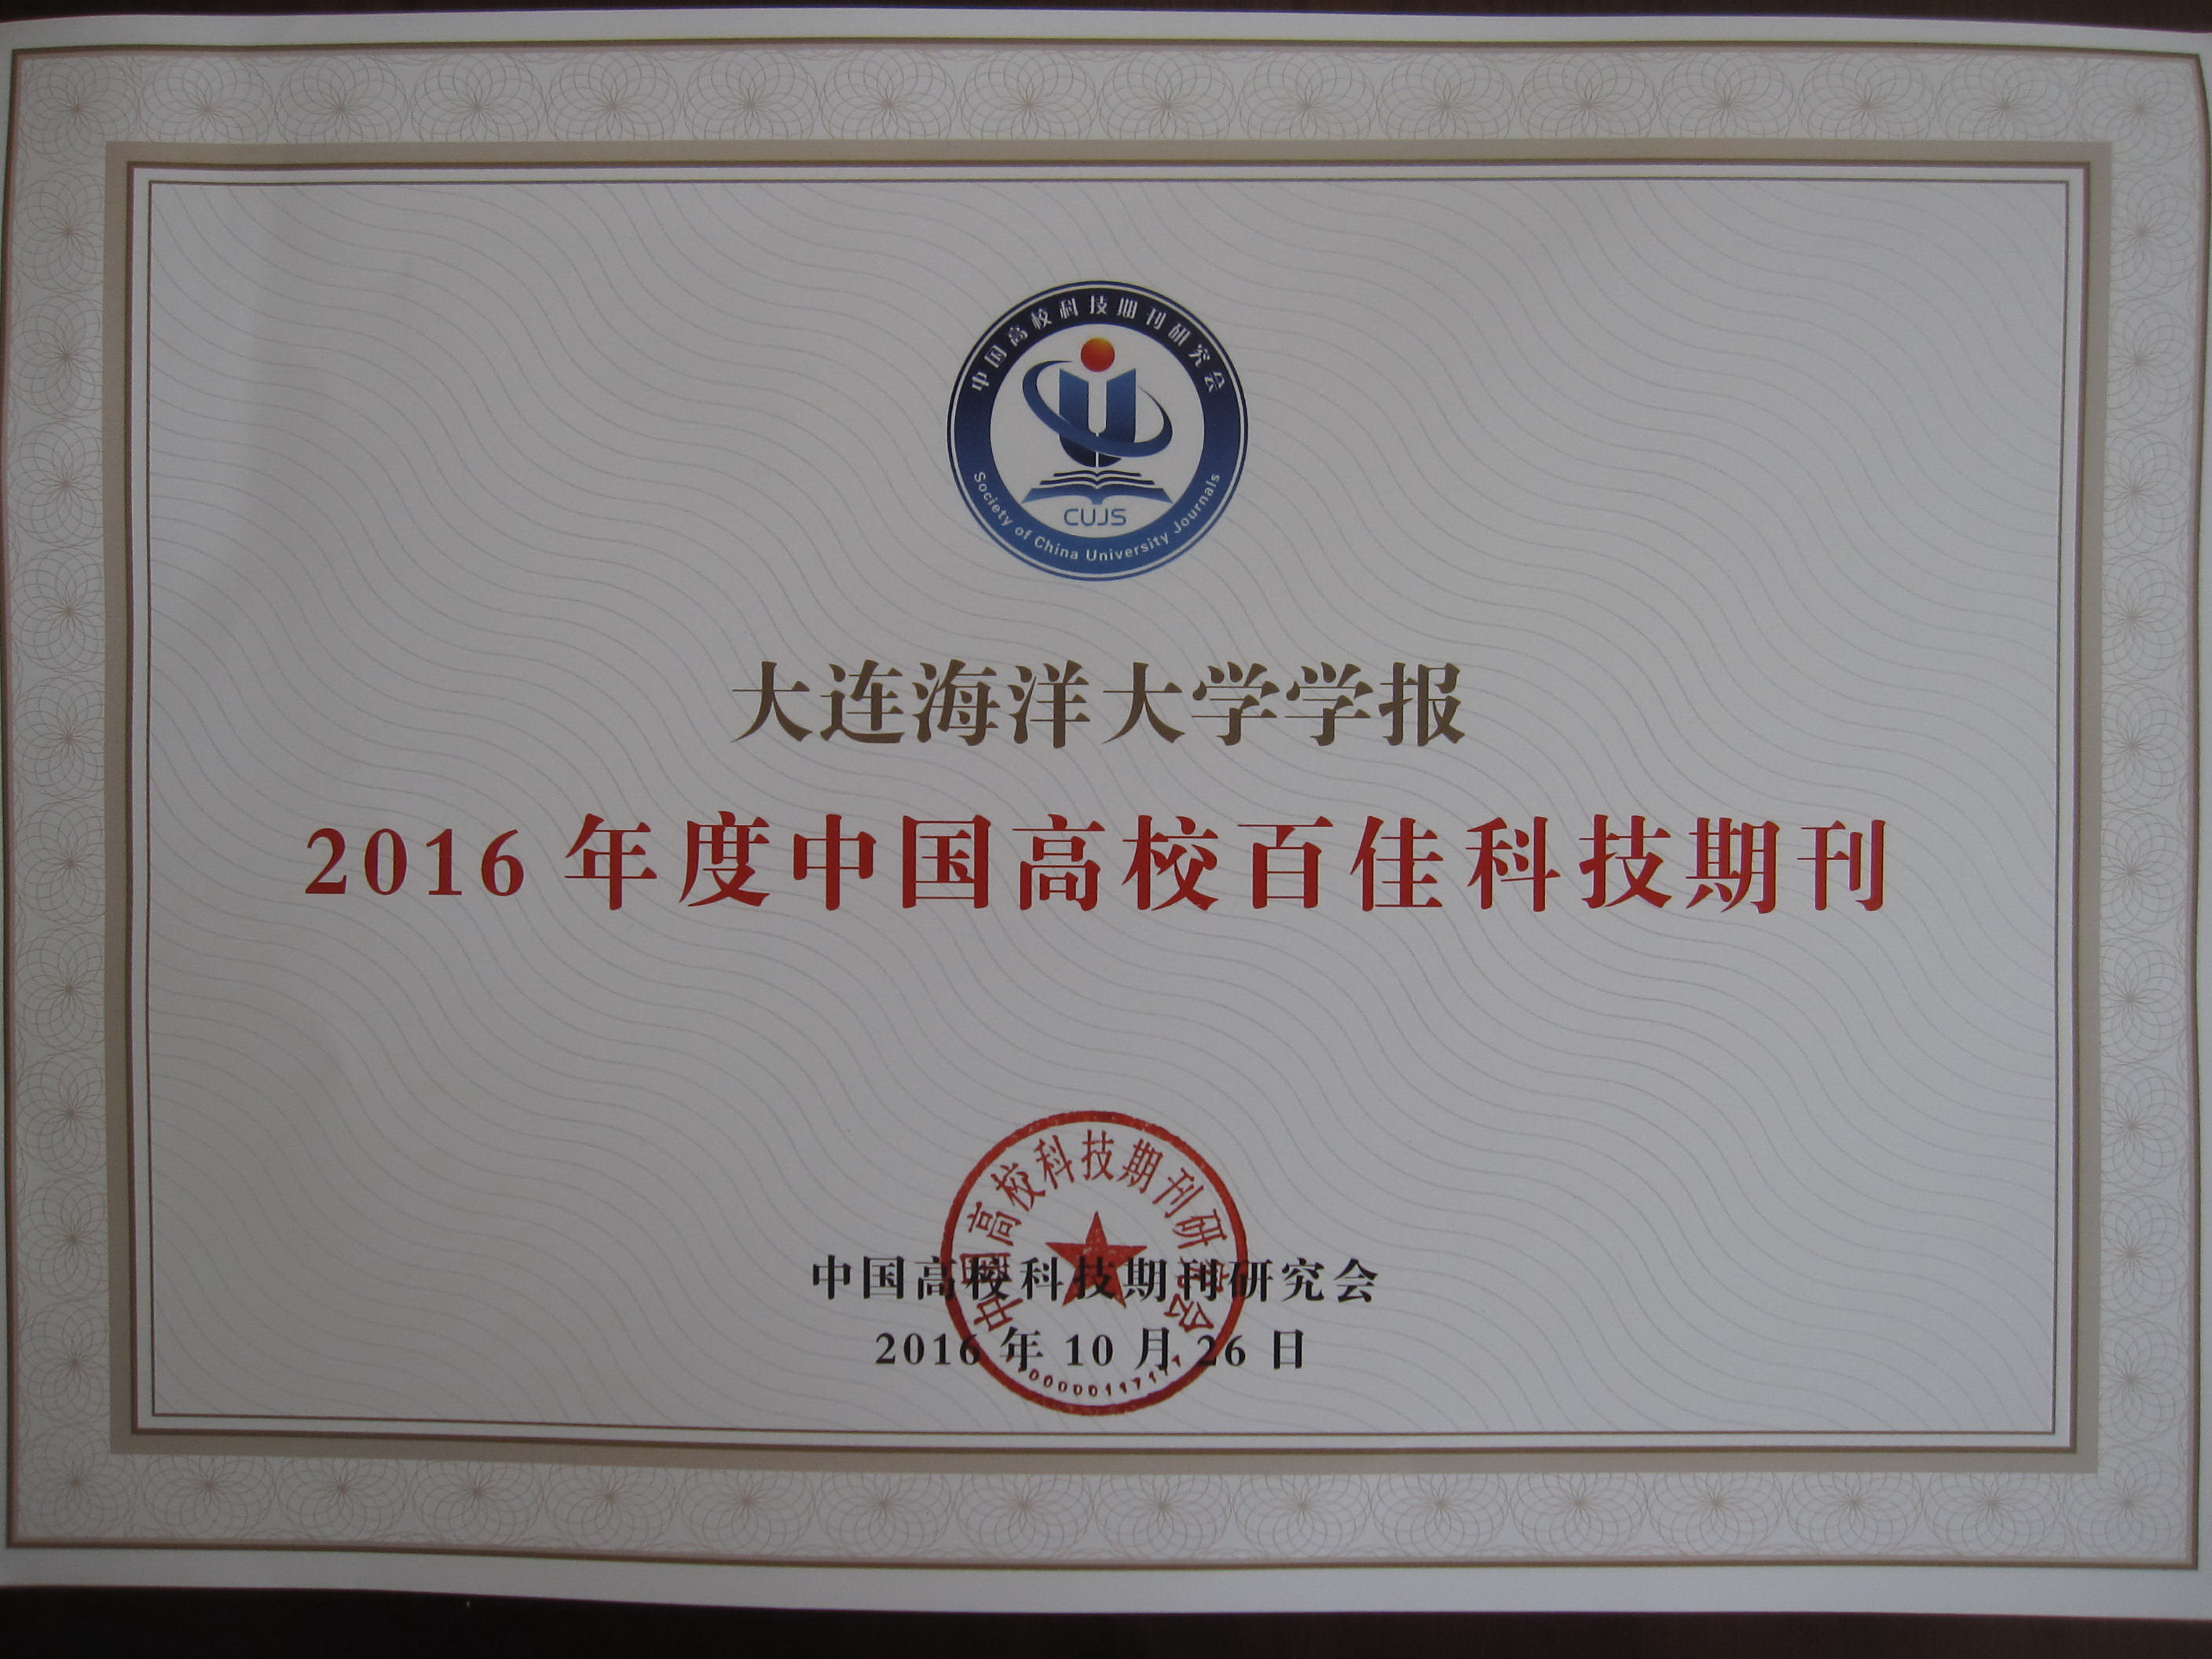 中国高校科技期刊研究会
CUJS
Society of China University Journals
大连海洋大学学报
2016 年度中国高校百佳科技期刊
中国高校科技期刊研究会
中国高校科技期刊研究会
2016 年 10 月 26 日